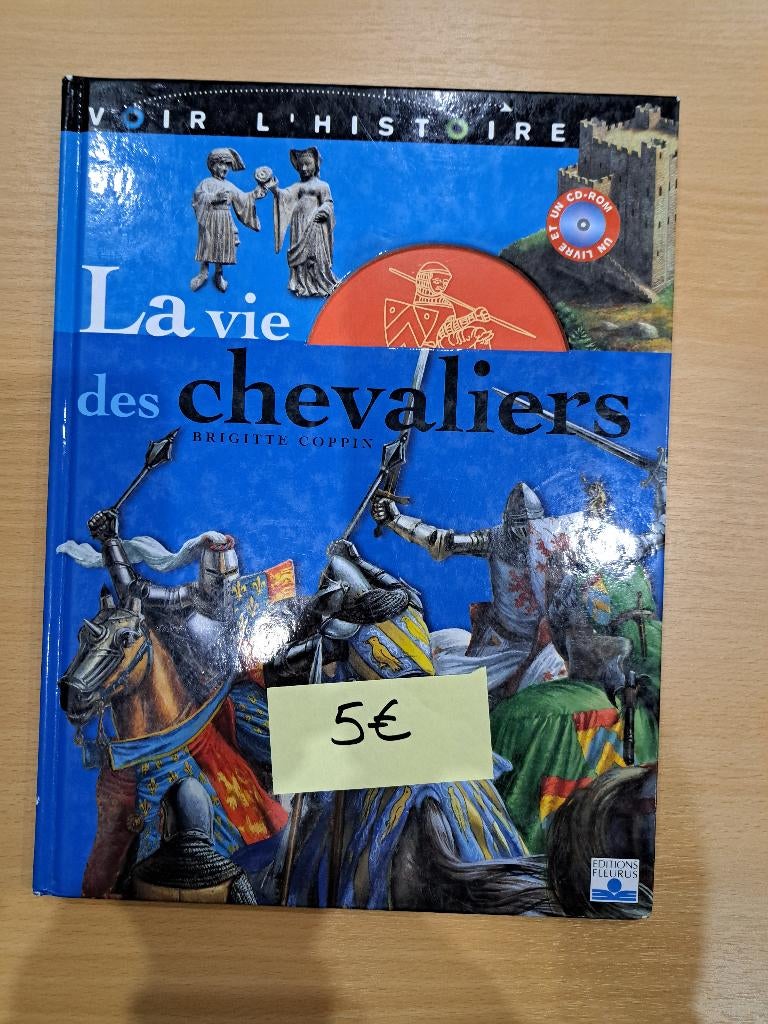 VOIR L'HISTOIRE
UN LIVRE ET UN CD-ROM
La vie
des chevaliers
BRIGITTE COPPIN
5€
EDITIONS
FLEURUS